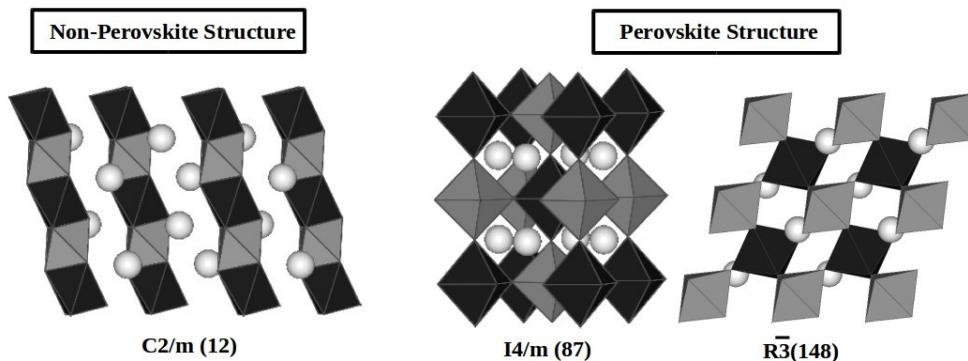 Non-Perovskite Structure
Perovskite Structure
C2/m (12)
I4/m (87)
R3̅(148)